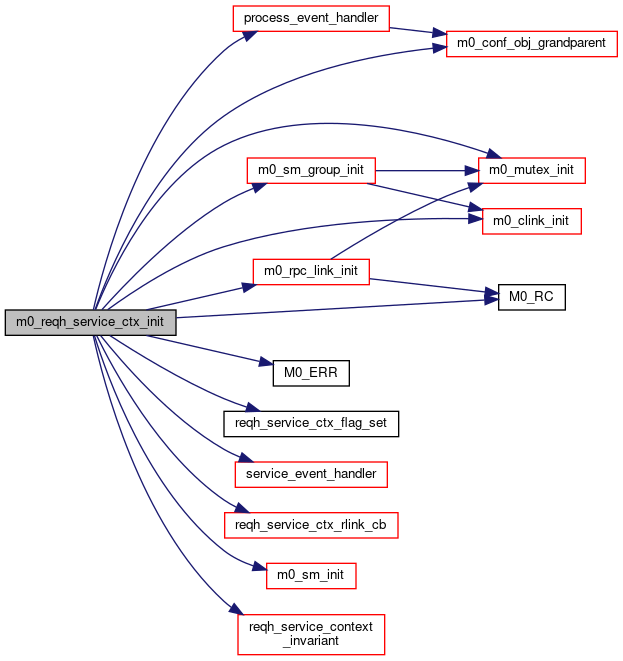 process_event_handler
m0_conf_obj_grandparent
m0_sm_group_init
m0_mutex_init
m0_clink_init
m0_rpc_link_init
M0_RC
m0_reqh_service_ctx_init
M0_ERR
reqh_service_ctx_flag_set
service_event_handler
reqh_service_ctx_rlink_cb
m0_sm_init
reqh_service_context
_invariant